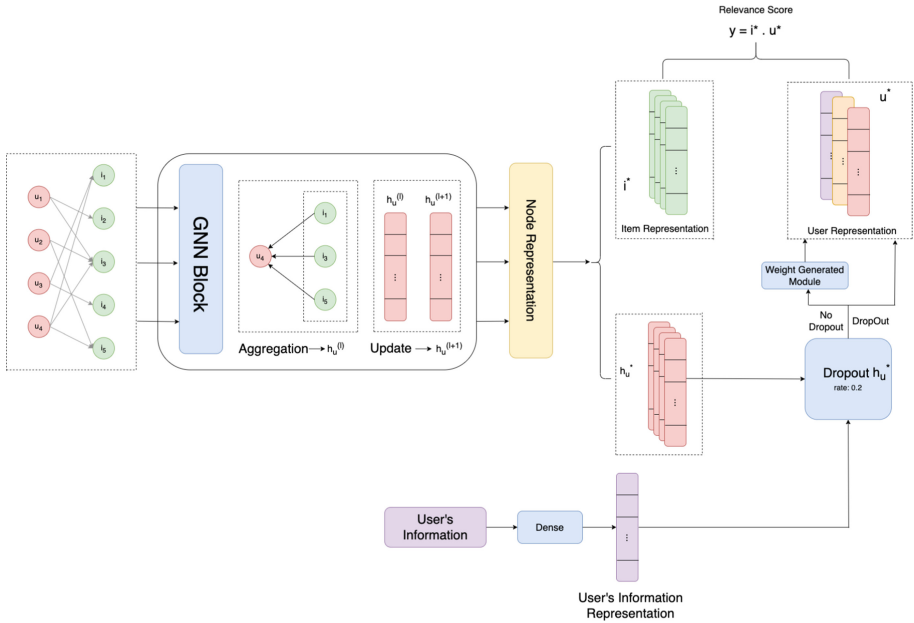 Relevance Score
y = i* . u*
i*
Item Representation
u*
User Representation
u1
u2
u3
u4
i1
i2
i3
i4
i5
GNN Block
u4
i1
i3
i5
Aggregation → hu(l)
hu(l) hu(l+1)
...
...
Update → hu(l+1)
Node Representation
...
...
Weight Generated
Module
No
Dropout
DropOut
hu*
...
Dropout hu*
rate: 0.2
User's
Information
Dense
...
User's Information
Representation